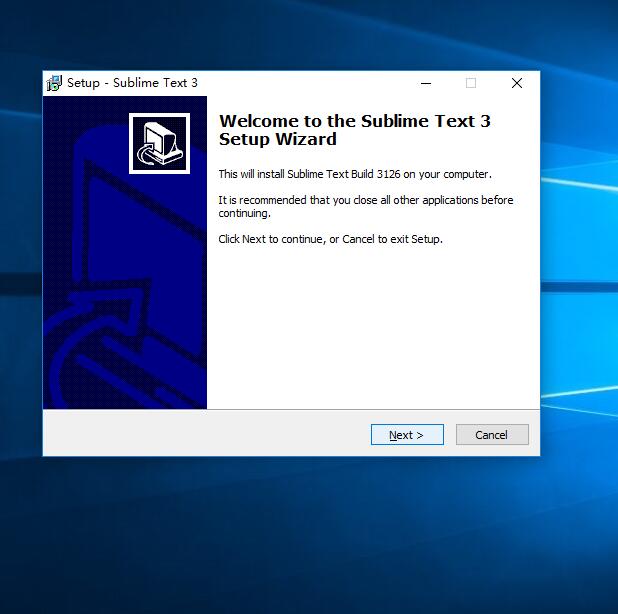 Setup - Sublime Text 3
Welcome to the Sublime Text 3
Setup Wizard
This will install Sublime Text Build 3126 on your computer.
It is recommended that you close all other applications before
continuing.
Click Next to continue, or Cancel to exit Setup.
Next >
Cancel